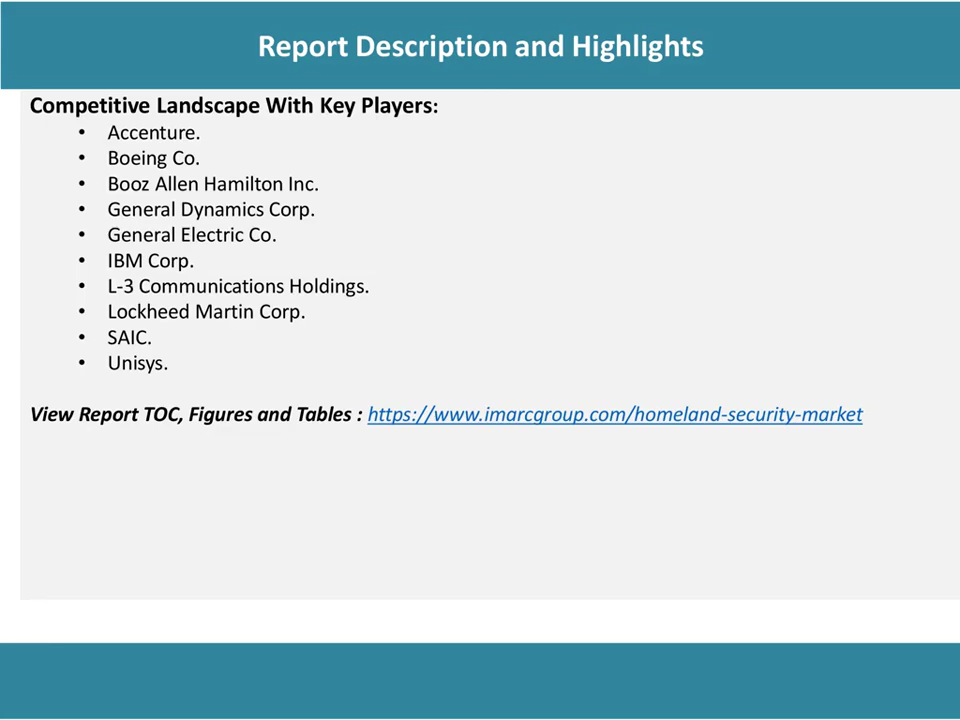 Report Description and Highlights
Competitive Landscape With Key Players:
• Accenture.
• Boeing Co.
• Booz Allen Hamilton Inc.
• General Dynamics Corp.
• General Electric Co.
• IBM Corp.
• L-3 Communications Holdings.
• Lockheed Martin Corp.
• SAIC.
• Unisys.
View Report TOC, Figures and Tables : https://www.imarcgroup.com/homeland-security-market